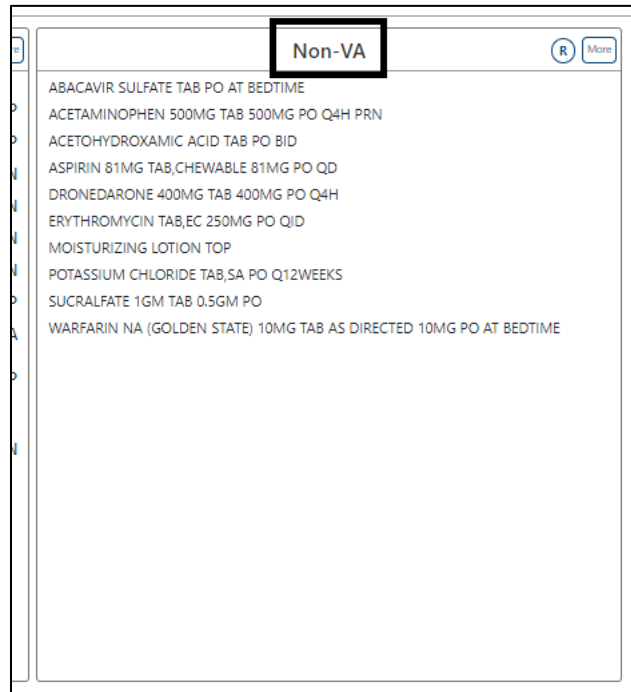 re
Non-VA
R
More
ABACAVIR SULFATE TAB PO AT BEDTIME
P
ACETAMINOPHEN 500MG TAB 500MG PO Q4H PRN
P
ACETOHYDROXAMIC ACID TAB PO BID
N
ASPIRIN 81MG TAB,CHEWABLE 81MG PO QD
N
DRONEDARONE 400MG TAB 400MG PO Q4H
N
ERYTHROMYCIN TAB,EC 250MG PO QID
N
MOISTURIZING LOTION TOP
N
POTASSIUM CHLORIDE TAB,SA PO Q12WEEKS
P
SUCRALFATE 1GM TAB 0.5GM PO
A
WARFARIN NA (GOLDEN STATE) 10MG TAB AS DIRECTED 10MG PO AT BEDTIME
P
N